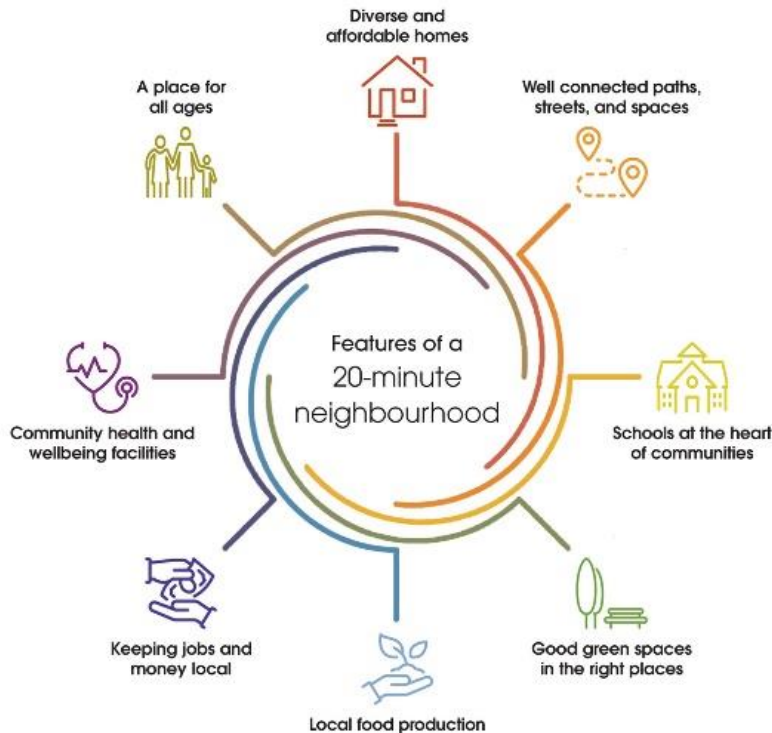 Diverse and
affordable homes
Well connected paths,
streets, and spaces
Schools at the heart
of communities
Good green spaces
in the right places
Local food production
Keeping jobs and
money local
Community health and
wellbeing facilities
A place for
all ages
Features of a
20-minute
neighbourhood